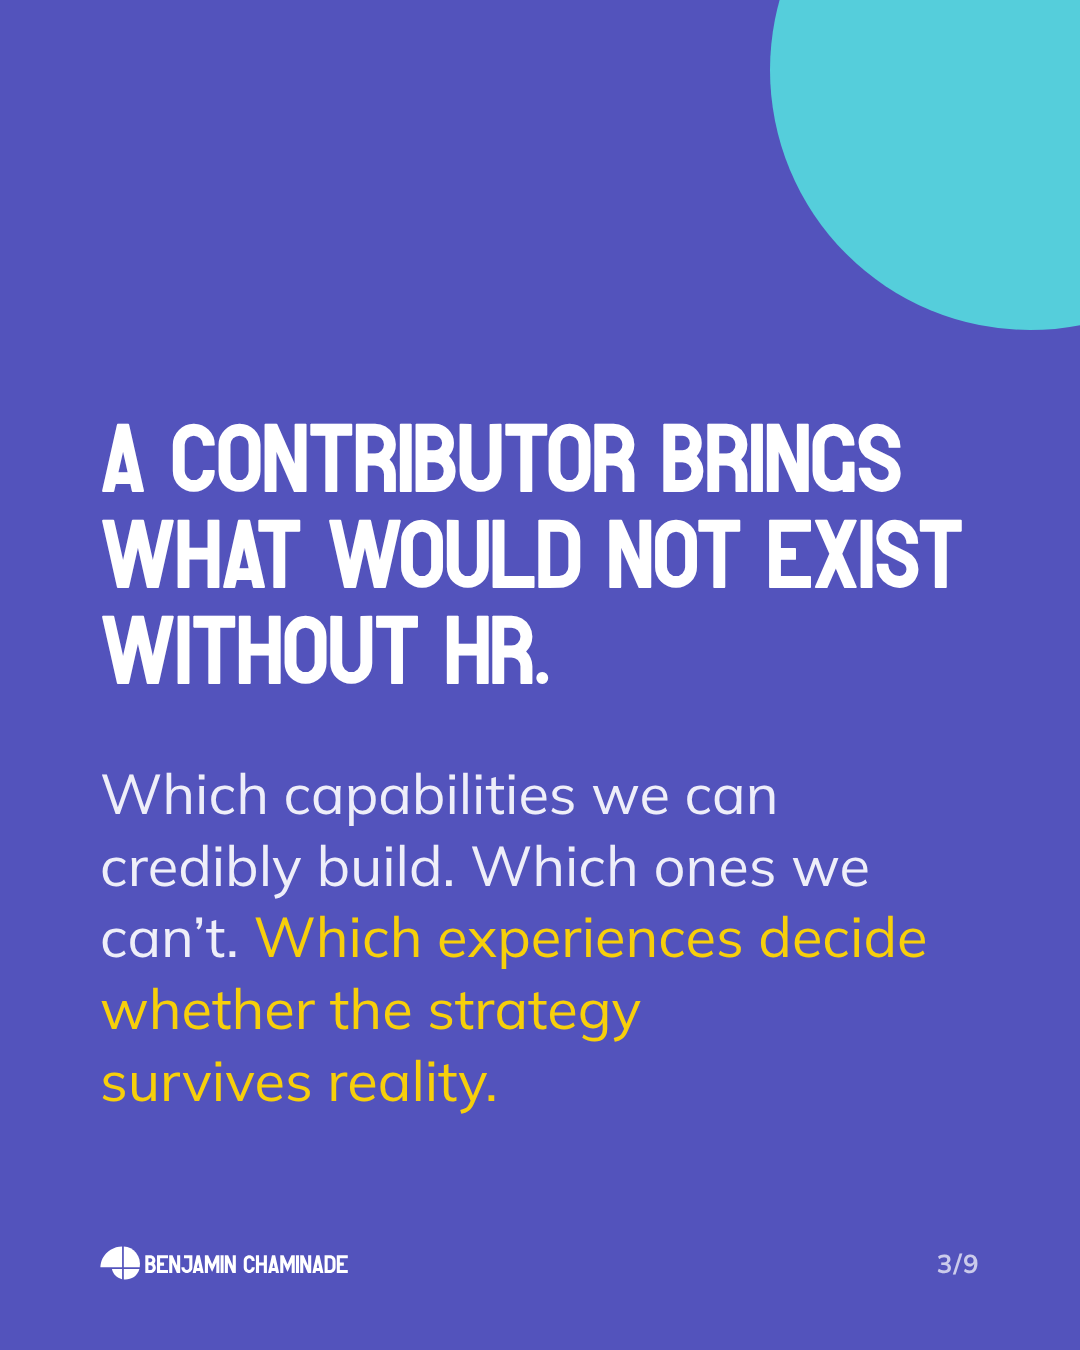 A CONTRIBUTOR BRINGS
WHAT WOULD NOT EXIST
WITHOUT HR.
Which capabilities we can
credibly build. Which ones we
can’t. Which experiences decide
whether the strategy
survives reality.
BENJAMIN CHAMINADE
3/9